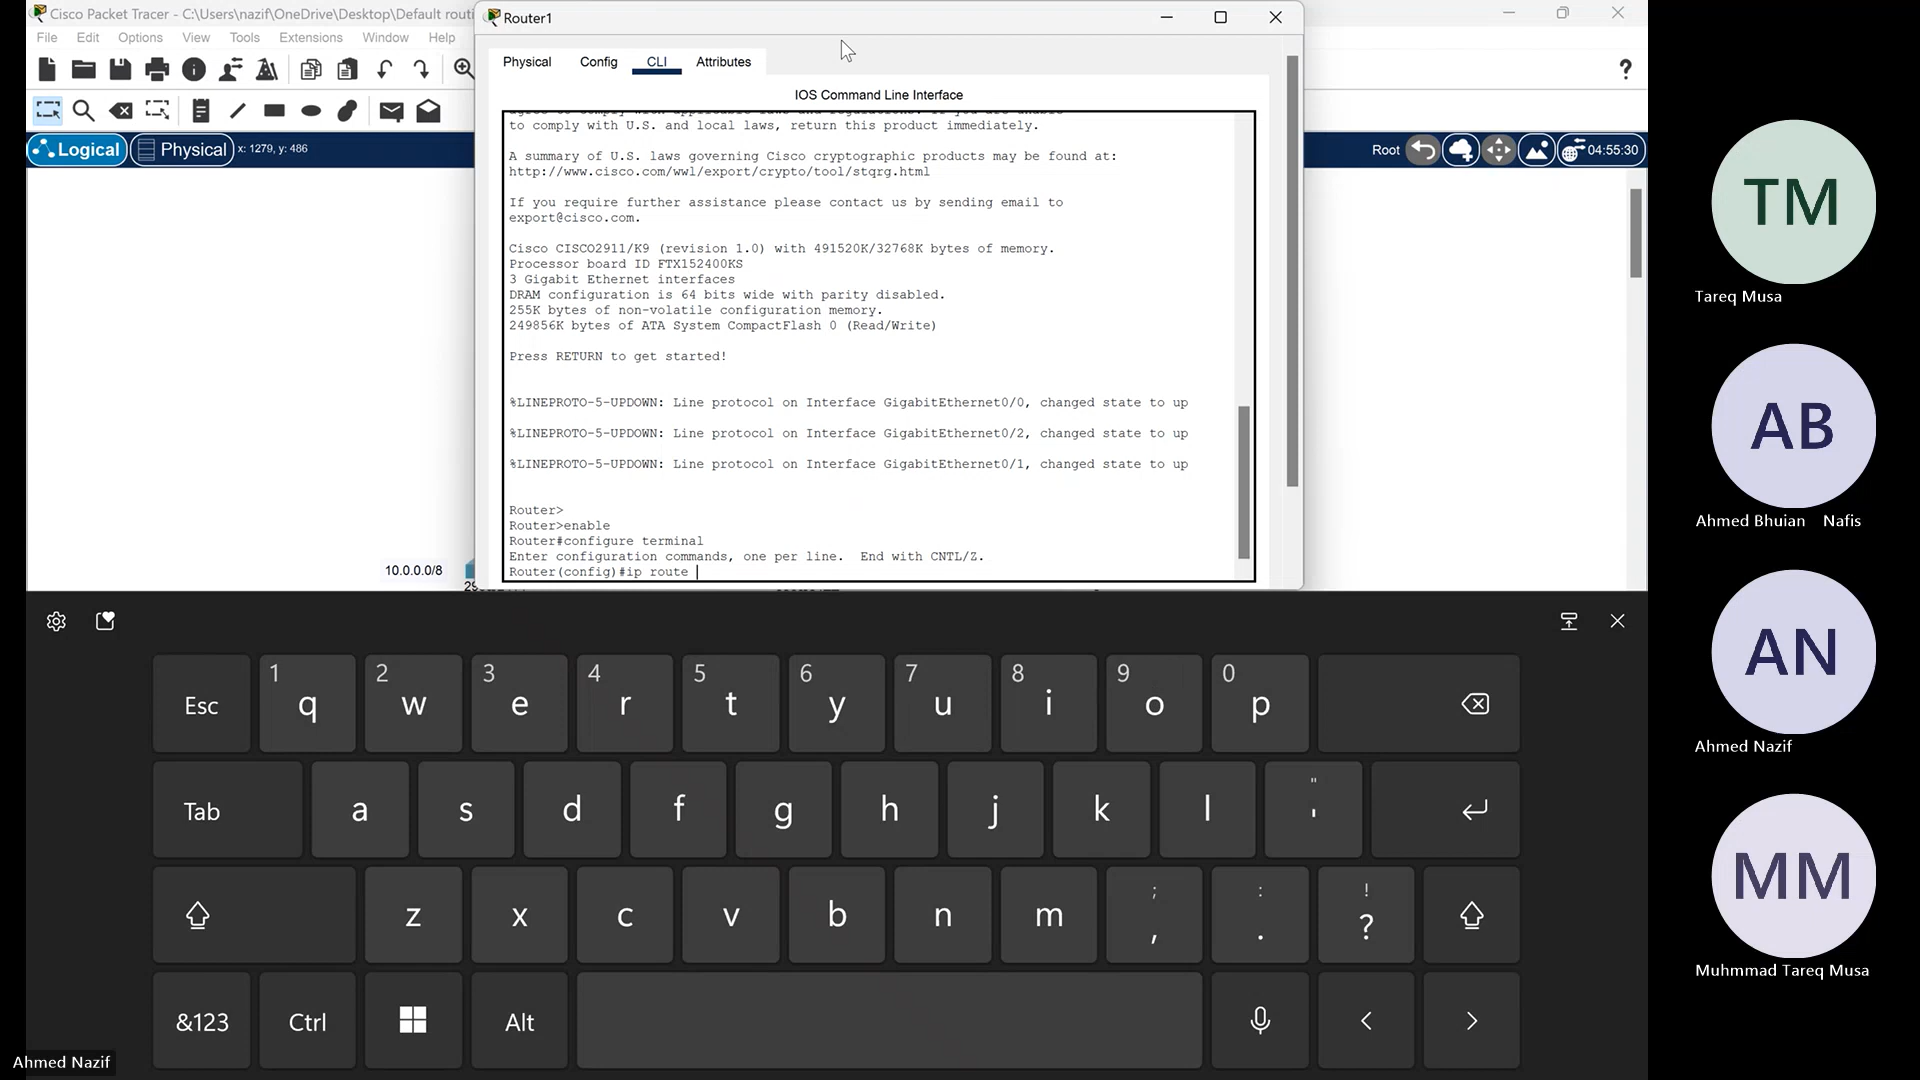 Cisco Packet Tracer - C:\Users\nazif\OneDrive\Desktop\Default routi
File Edit Options View Tools Extensions Window Help
Logical Physical x: 1279, y: 486
Root 04:55:30
10.0.0.0/8
Router1
Physical Config CLI Attributes
IOS Command Line Interface
to comply with U.S. and local laws, return this product immediately.
A summary of U.S. laws governing Cisco cryptographic products may be found at:
http://www.cisco.com/wwl/export/crypto/tool/stqrg.html
If you require further assistance please contact us by sending email to
export@cisco.com.
Cisco CISCO2911/K9 (revision 1.0) with 491520K/32768K bytes of memory.
Processor board ID FTX152400KS
3 Gigabit Ethernet interfaces
DRAM configuration is 64 bits wide with parity disabled.
255K bytes of non-volatile configuration memory.
249856K bytes of ATA System CompactFlash 0 (Read/Write)
Press RETURN to get started!
%LINEPROTO-5-UPDOWN: Line protocol on Interface GigabitEthernet0/0, changed state to up
%LINEPROTO-5-UPDOWN: Line protocol on Interface GigabitEthernet0/2, changed state to up
%LINEPROTO-5-UPDOWN: Line protocol on Interface GigabitEthernet0/1, changed state to up
Router>
Router>enable
Router#configure terminal
Enter configuration commands, one per line. End with CNTL/Z.
Router(config)#ip route
1 2 3 4 5 6 7 8 9 0
Esc q w e r t y u i o p
Tab a s d f g h j k l " '
z x c v b n m ; , : . ! ?
&123 Ctrl Alt < >
Ahmed Nazif
TM
Tareq Musa
AB
Ahmed Bhuian Nafis
AN
Ahmed Nazif
MM
Muhmmad Tareq Musa